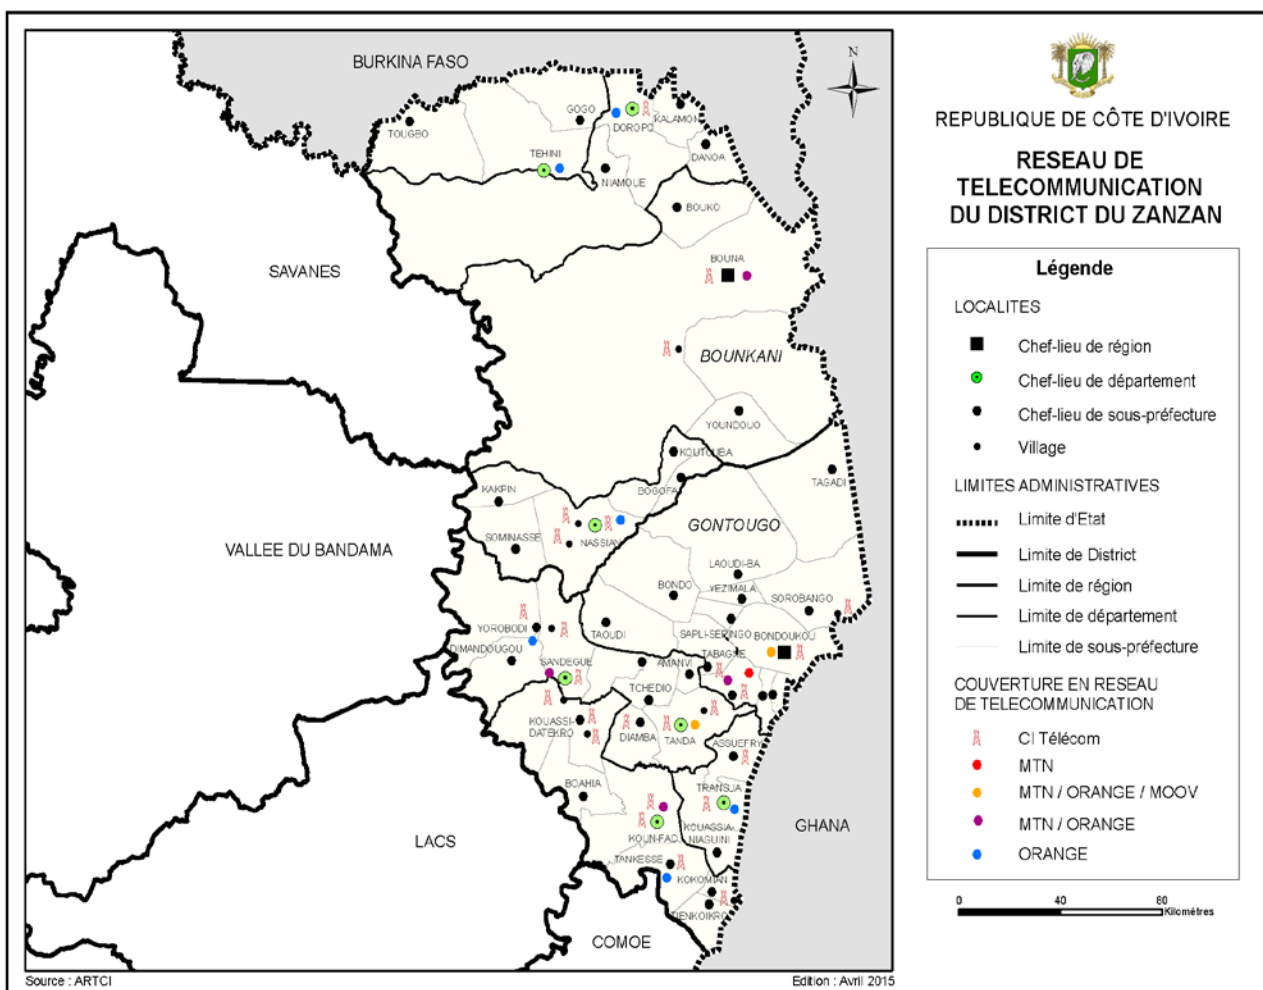 BURKINA FASO
N
GOGO
TOUGBO
DOROPO
KALAMON
TEHINI
DANOA
NIAMOUE
BOUKO
SAVANES
BOUNA
BOUNKANI
YOUNDOUO
KOUTOUBA
TAGADI
KAKPIN
BOGOFA
GONTOUGO
SOMINASSE
NASSIAN
VALLEE DU BANDAMA
LAOUDI-BA
BONDO
YEZIMALA
SOROBANGO
YOROBODI
TAOUDI
SAPLI-SEPINGO
BONDOUKOU
DIMANDOUGOU
TABAGNE
SANDEGUE
AMANVI
TCHEDIO
KOUASSI-
DATEKRO
DIAMBA
TANDA
ASSUEFRY
BOAHIA
TRANSUA
KOUASSIA-
NIAGUINI
KOUN-FAO
GHANA
LACS
TANKESSE
KOKOMIAN
TIENKOIKRO
COMOE
Source : ARTCI
Edition : Avril 2015
REPUBLIQUE DE CÔTE D'IVOIRE
RESEAU DE
TELECOMMUNICATION
DU DISTRICT DU ZANZAN
Légende
LOCALITES
Chef-lieu de région
Chef-lieu de département
Chef-lieu de sous-préfecture
Village
LIMITES ADMINISTRATIVES
Limite d'Etat
Limite de District
Limite de région
Limite de département
Limite de sous-préfecture
COUVERTURE EN RESEAU
DE TELECOMMUNICATION
CI Télécom
MTN
MTN / ORANGE / MOOV
MTN / ORANGE
ORANGE
0 40 80
Kilomètres